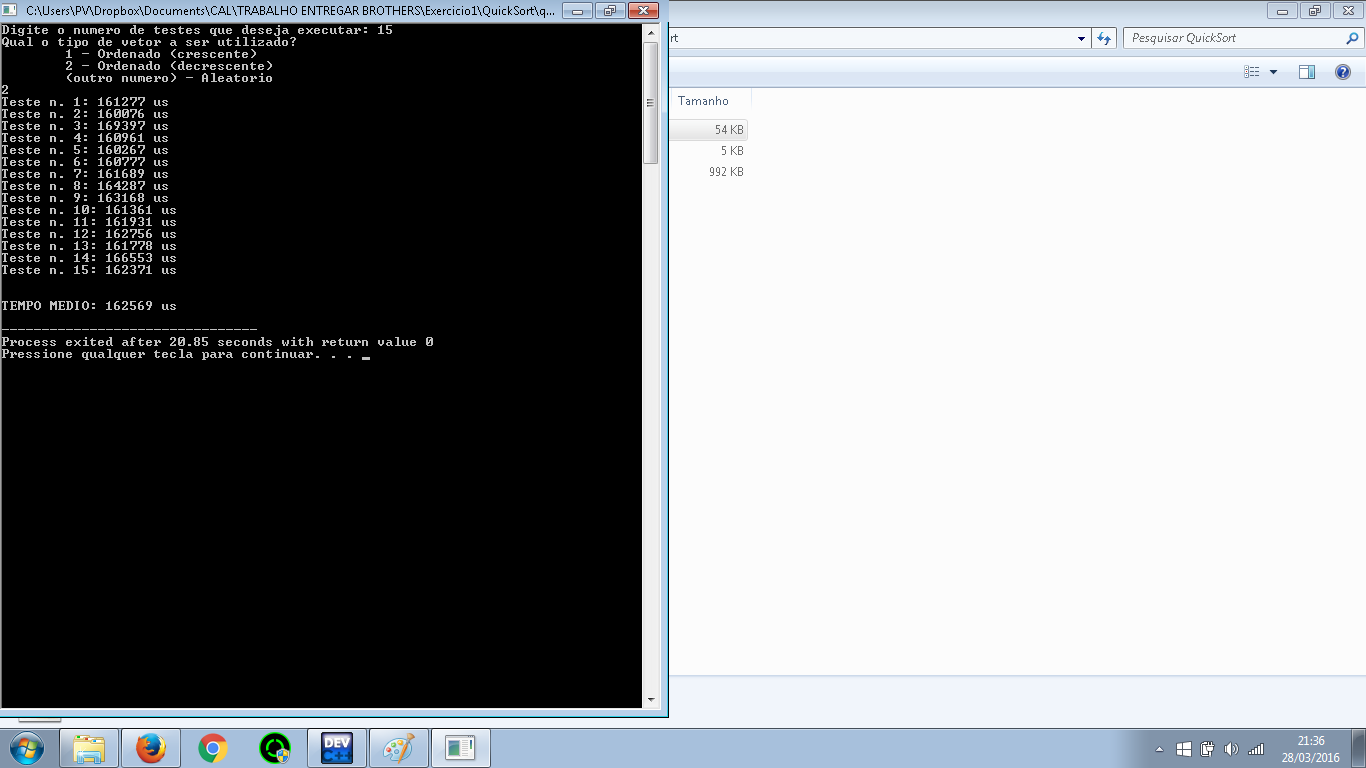 C:\Users\PV\Dropbox\Documents\CAL\TRABALHO ENTREGAR BROTHERS\Exercicio1\QuickSort\q...
Digite o numero de testes que deseja executar: 15
Qual o tipo de vetor a ser utilizado?
1 - Ordenado (crescente)
2 - Ordenado (decrescente)
(outro numero) - Aleatorio
2
Teste n. 1: 161277 us
Teste n. 2: 160076 us
Teste n. 3: 169397 us
Teste n. 4: 160961 us
Teste n. 5: 160267 us
Teste n. 6: 160777 us
Teste n. 7: 161689 us
Teste n. 8: 164287 us
Teste n. 9: 163168 us
Teste n. 10: 161361 us
Teste n. 11: 161931 us
Teste n. 12: 162756 us
Teste n. 13: 161778 us
Teste n. 14: 166553 us
Teste n. 15: 162371 us
TEMPO MEDIO: 162569 us
--------------------------------
Process exited after 20.85 seconds with return value 0
Pressione qualquer tecla para continuar. . . _
rt
Pesquisar QuickSort
Tamanho
54 KB
5 KB
992 KB
DEV
C++
21:36
28/03/2016